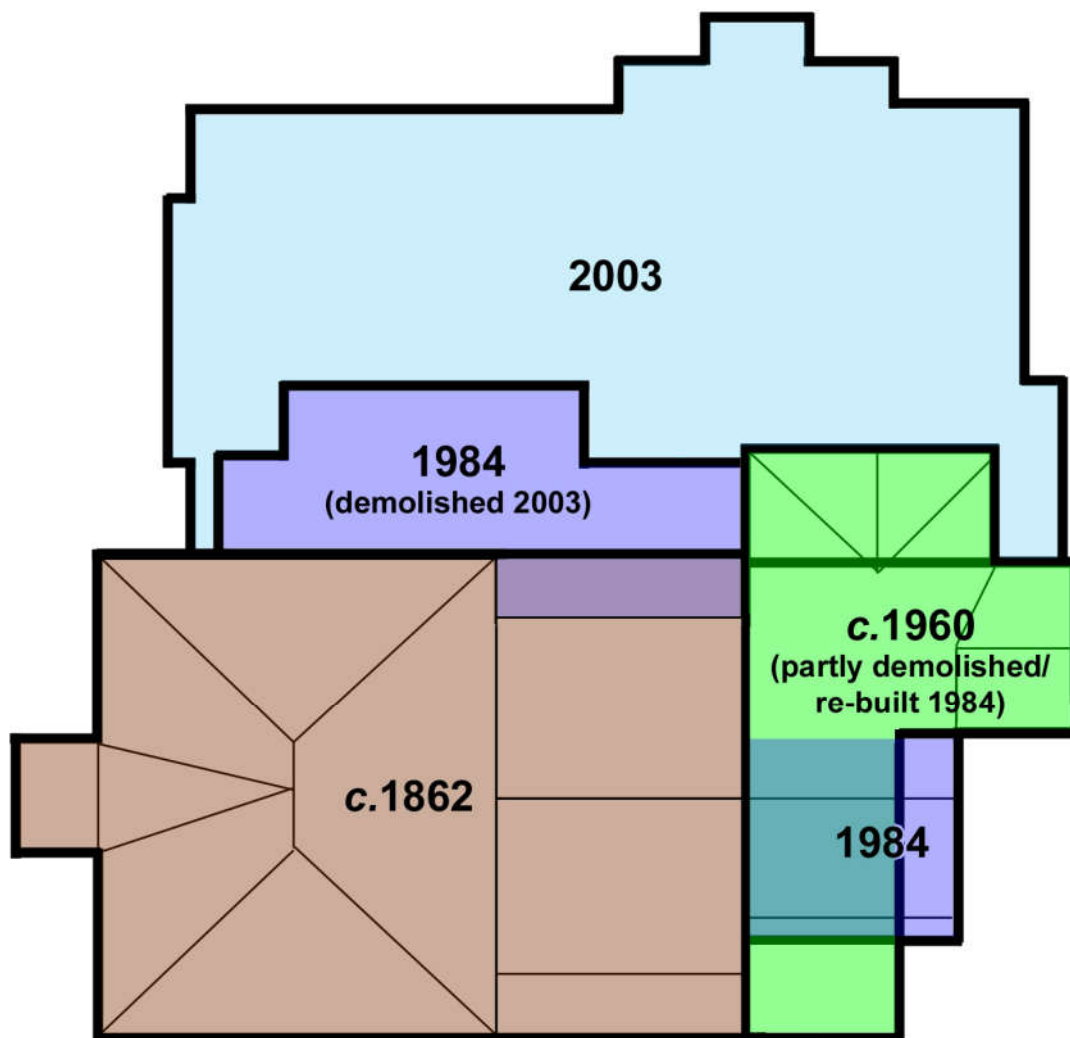 2003
1984
(demolished 2003)
c.1960
(partly demolished/
re-built 1984)
c.1862
1984